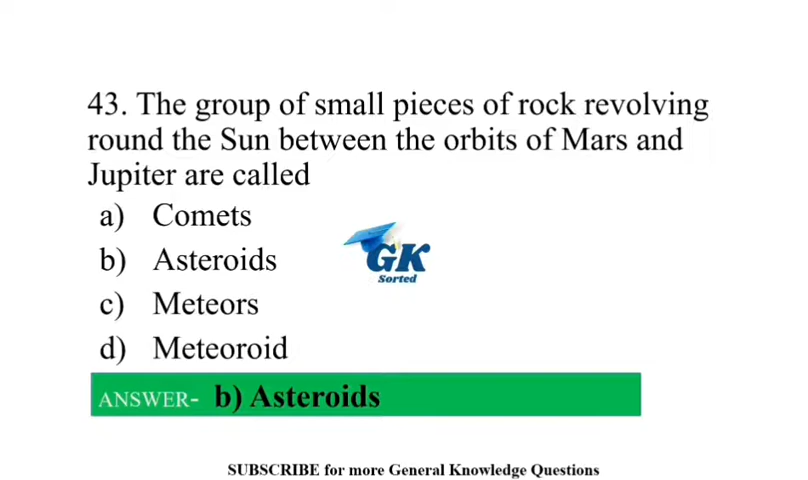 43. The group of small pieces of rock revolving
round the Sun between the orbits of Mars and
Jupiter are called
a) Comets
b) Asteroids
c) Meteors
d) Meteoroid
GK
Sorted
ANSWER- b) Asteroids
SUBSCRIBE for more General Knowledge Questions